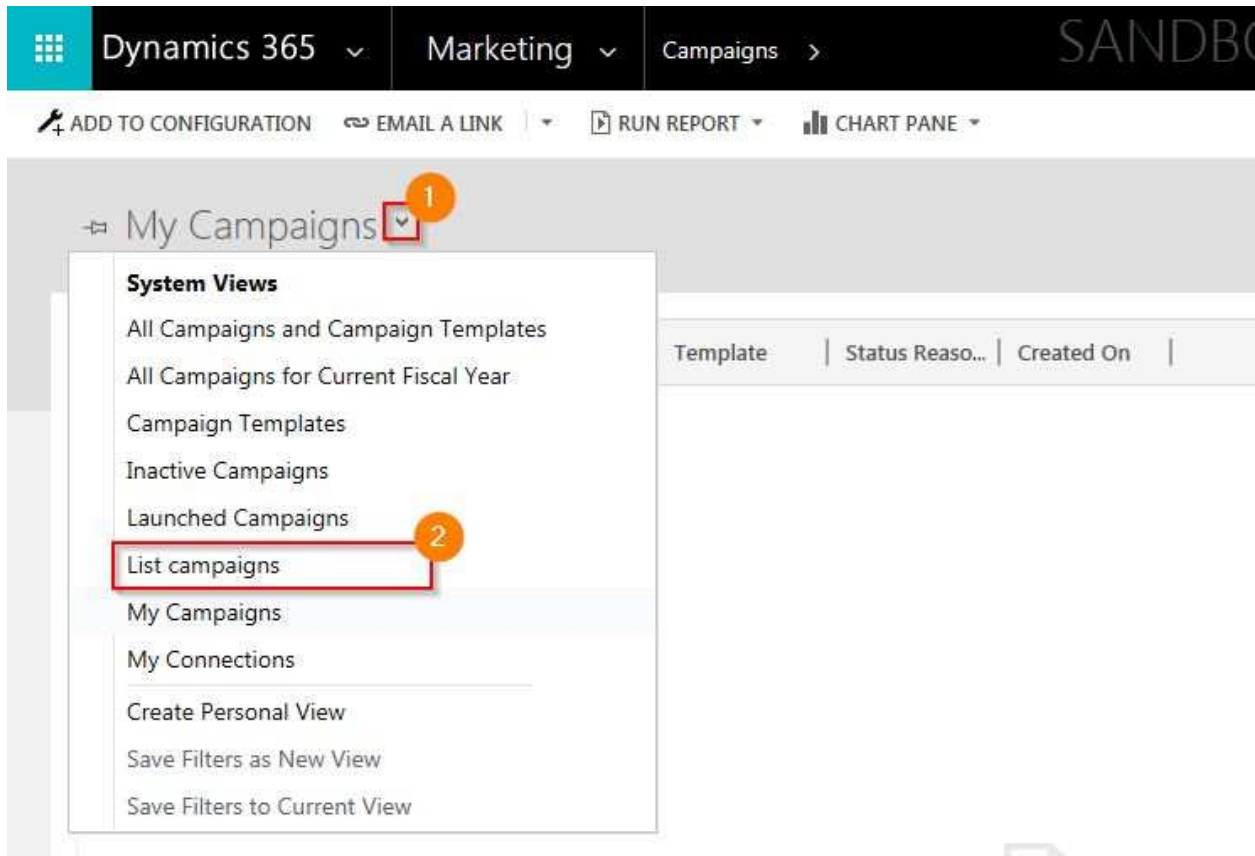 Dynamics 365 Marketing Campaigns > SANDBO
ADD TO CONFIGURATION EMAIL A LINK RUN REPORT CHART PANE
1
My Campaigns
System Views
All Campaigns and Campaign Templates
Template Status Reaso... Created On
All Campaigns for Current Fiscal Year
Campaign Templates
Inactive Campaigns
Launched Campaigns
2
List campaigns
My Campaigns
My Connections
Create Personal View
Save Filters as New View
Save Filters to Current View